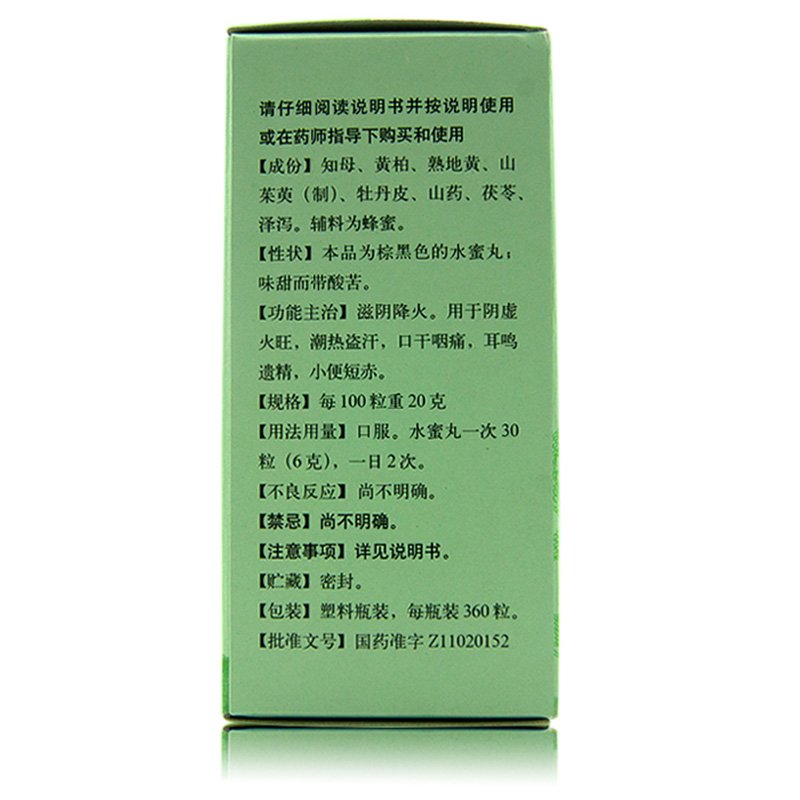 请仔细阅读说明书并按说明使用
或在药师指导下购买和使用
【成份】知母、黄柏、熟地黄、山
茱萸（制）、牡丹皮、山药、茯苓、
泽泻。辅料为蜂蜜。
【性状】本品为棕黑色的水蜜丸；
味甜而带酸苦。
【功能主治】滋阴降火。用于阴虚
火旺，潮热盗汗，口干咽痛，耳鸣
遗精，小便短赤。
【规格】每100粒重20克
【用法用量】口服。水蜜丸一次30
粒（6克），一日2次。
【不良反应】尚不明确。
【禁忌】尚不明确。
【注意事项】详见说明书。
【贮藏】密封。
【包装】塑料瓶装，每瓶装360粒。
【批准文号】国药准字Z11020152